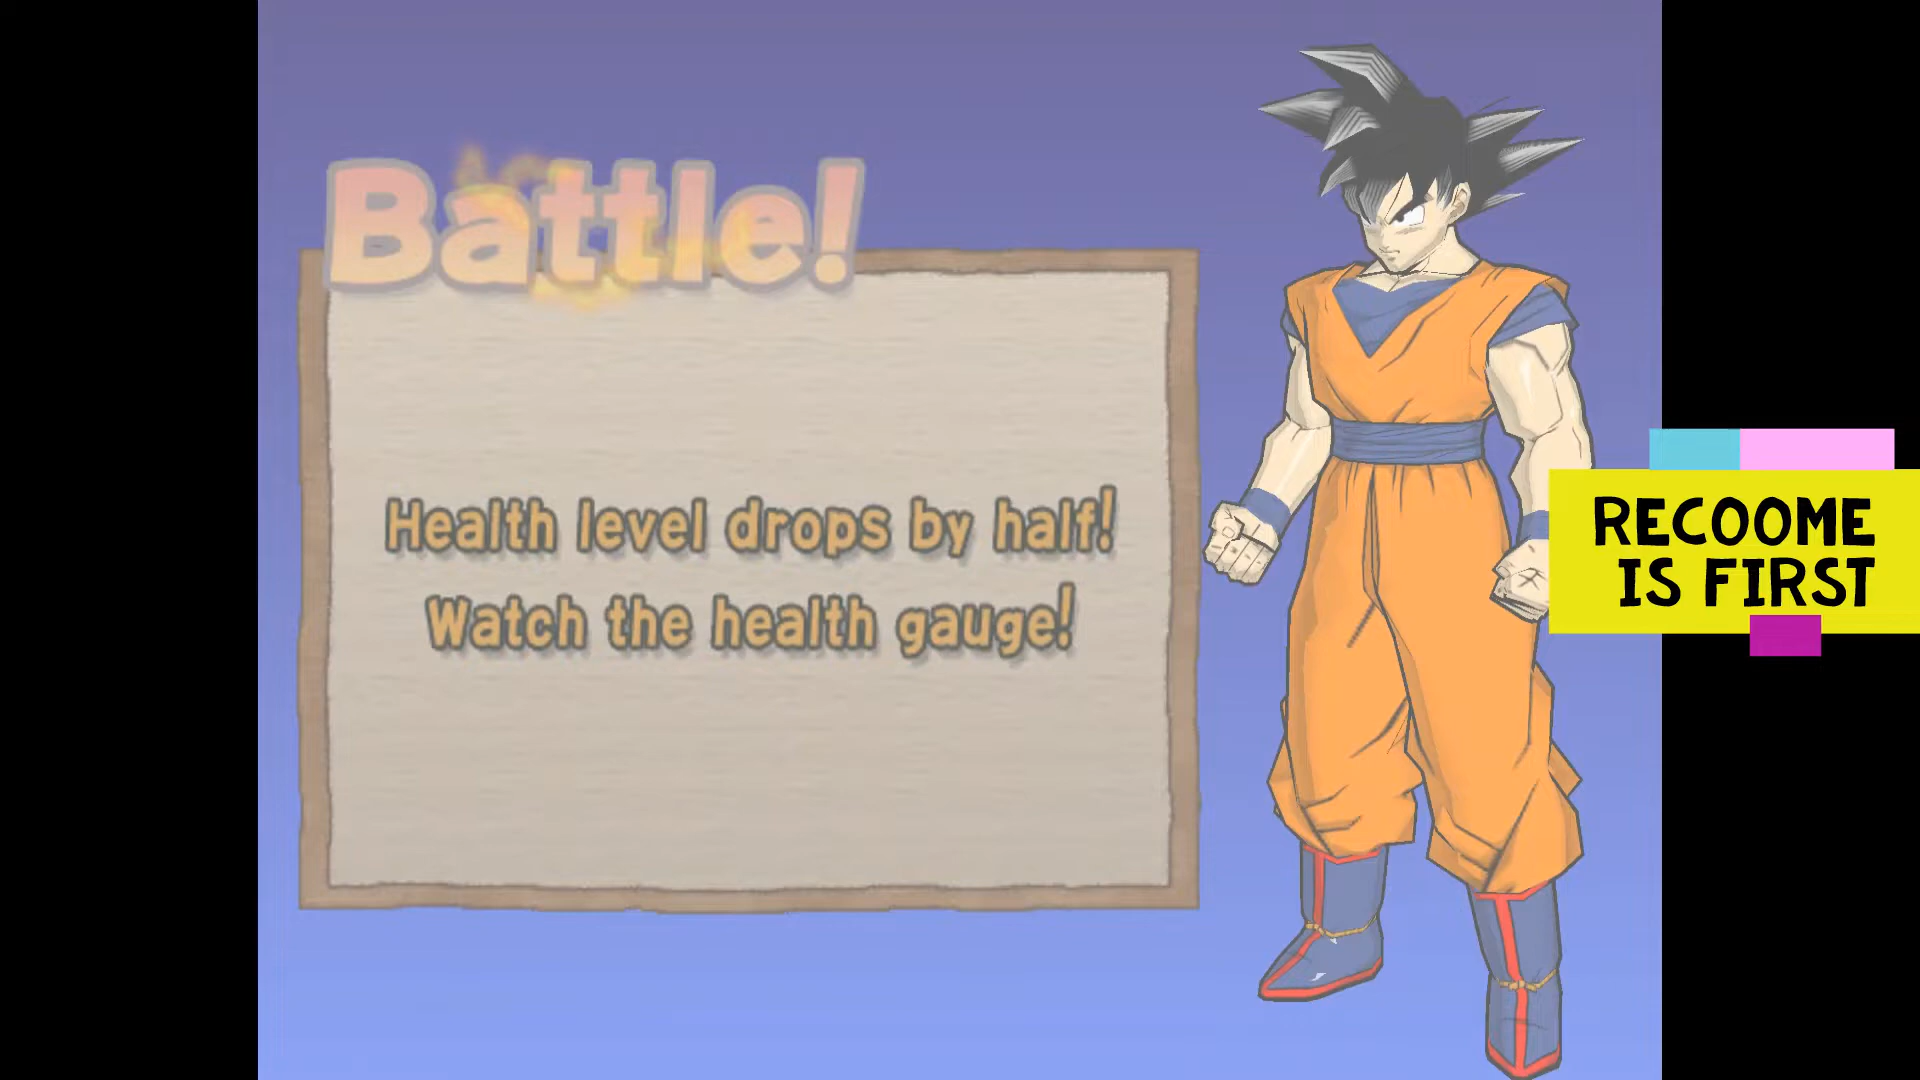 Battle!
Health level drops by half!
Watch the health gauge!
RECOOME
IS FIRST